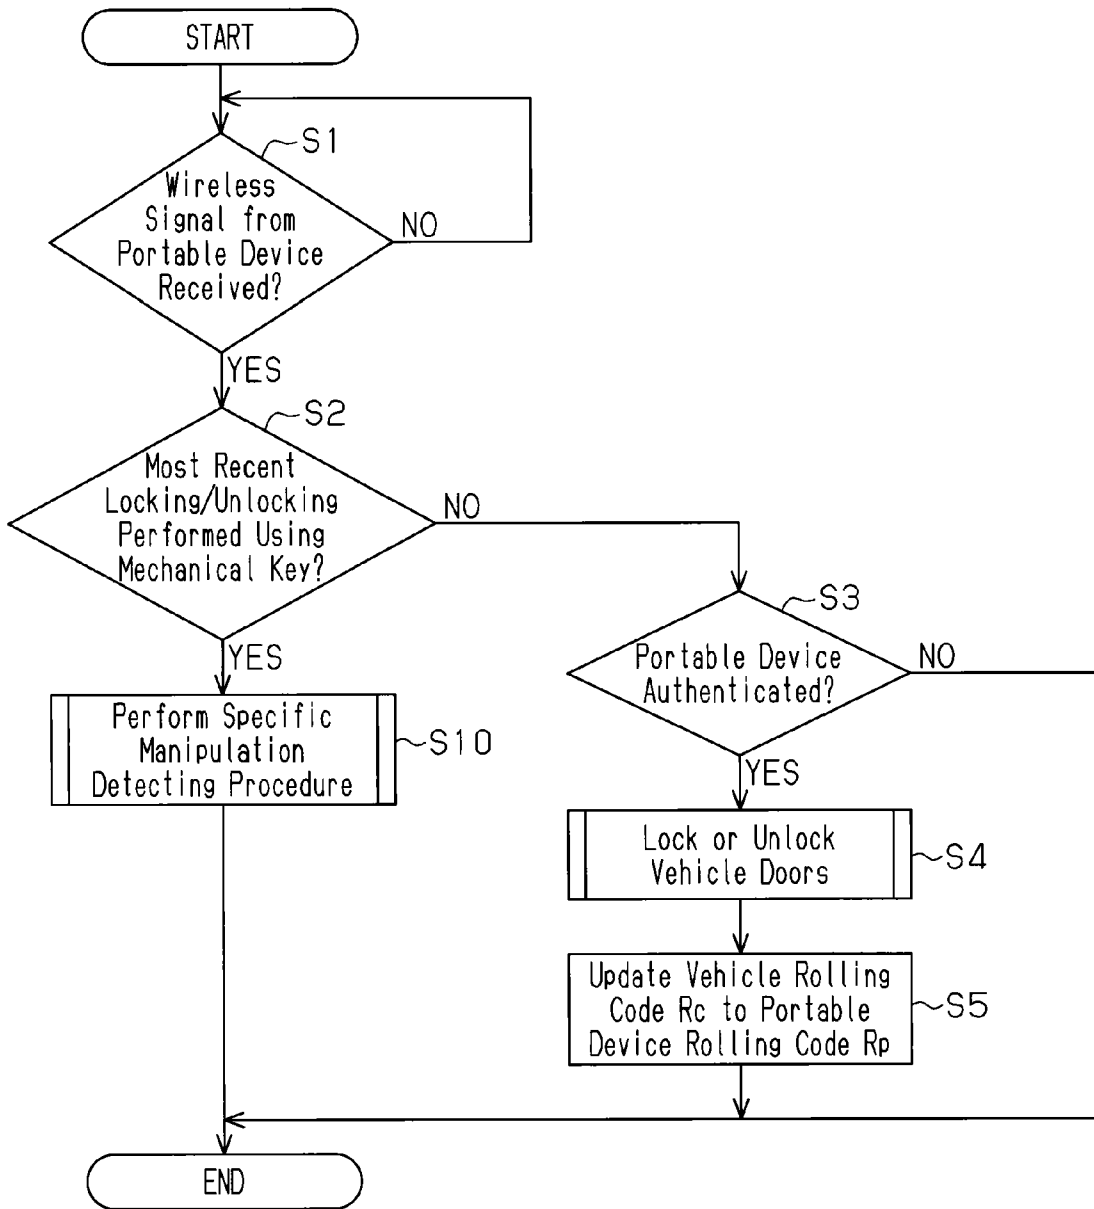 START
S1
Wireless
Signal from
Portable Device
Received?
NO
YES
S2
Most Recent
Locking/Unlocking
Performed Using
Mechanical Key?
NO
YES
S3
Portable Device
Authenticated?
NO
YES
Perform Specific
Manipulation
Detecting Procedure
S10
Lock or Unlock
Vehicle Doors
S4
Update Vehicle Rolling
Code Rc to Portable
Device Rolling Code Rp
S5
END